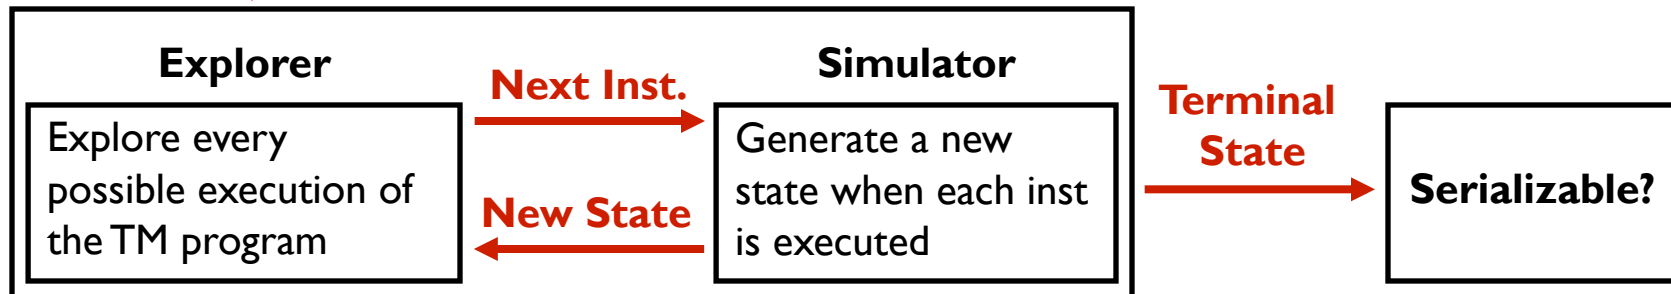 Explorer
Explore every
possible execution of
the TM program
Next Inst.
New State
Simulator
Generate a new
state when each inst
is executed
Terminal
State
Serializable?